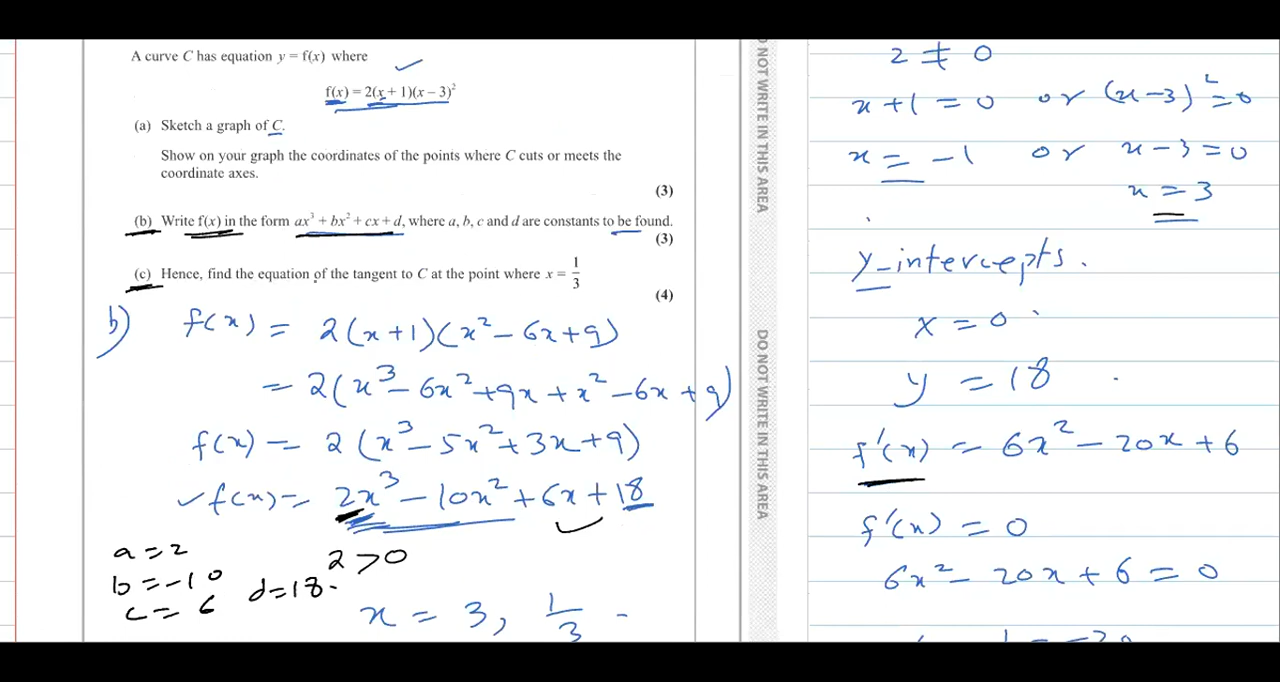 A curve C has equation y = f(x) where
f(x) = 2(x + 1)(x – 3)²
(a) Sketch a graph of C.
Show on your graph the coordinates of the points where C cuts or meets the
coordinate axes.
(3)
(b) Write f(x) in the form ax³ + bx² + cx + d, where a, b, c and d are constants to be found.
(3)
(c) Hence, find the equation of the tangent to C at the point where x = 1/3
(4)
b) f(x) = 2(x+1)(x² – 6x + 9)
= 2(x³ – 6x² + 9x + x² – 6x + 9)
f(x) = 2(x³ – 5x² + 3x + 9)
f(x) = 2x³ – 10x² + 6x + 18
a = 2
b = –10
c = 6
d = 18
2 > 0
x = 3, 1/3
DO NOT WRITE IN THIS AREA
DO NOT WRITE IN THIS AREA
2 ≠ 0
x + 1 = 0 or (x – 3)² = 0
x = –1 or x – 3 = 0
x = 3
y-intercepts.
x = 0
y = 18
f'(x) = 6x² – 20x + 6
f'(x) = 0
6x² – 20x + 6 = 0